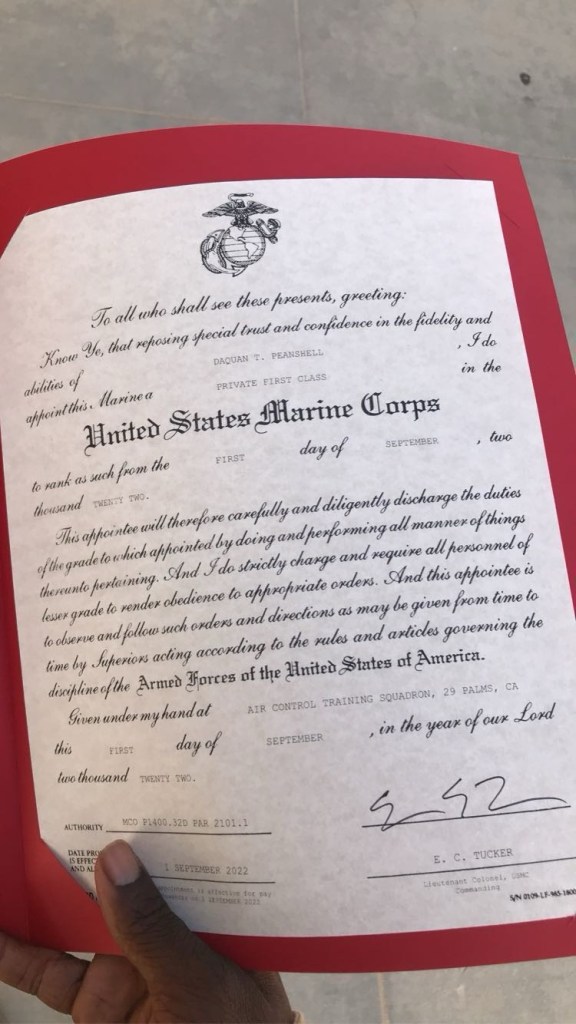 To all who shall see these presents, greeting:
Know Ye, that reposing special trust and confidence in the fidelity and
abilities of DAQUAN T. PEANSHELL , I do
appoint this Marine a PRIVATE FIRST CLASS in the
United States Marine Corps
to rank as such from the FIRST day of SEPTEMBER , two
thousand TWENTY TWO.
This appointee will therefore carefully and diligently discharge the duties
of the grade to which appointed by doing and performing all manner of things
thereunto pertaining. And I do strictly charge and require all personnel of
lesser grade to render obedience to appropriate orders. And this appointee is
to observe and follow such orders and directions as may be given from time to
time by Superiors acting according to the rules and articles governing the
discipline of the Armed Forces of the United States of America.
Given under my hand at AIR CONTROL TRAINING SQUADRON, 29 PALMS, CA
this FIRST day of SEPTEMBER , in the year of our Lord
two thousand TWENTY TWO.
AUTHORITY MCO P1400.32D PAR 2101.1
E. C. TUCKER
Lieutenant Colonel, USMC
Commanding
DATE
IS
AND
1 SEPTEMBER 2022
is effective for pay
2022